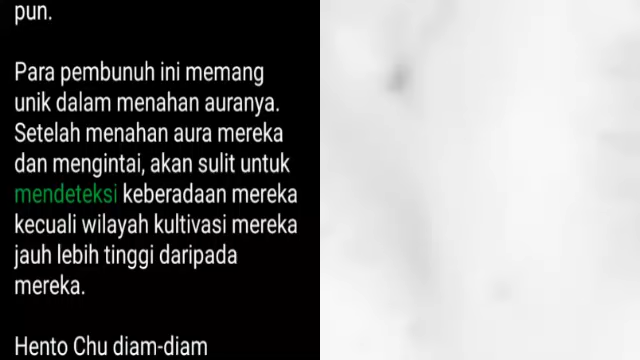 pun.
Para pembunuh ini memang
unik dalam menahan auranya.
Setelah menahan aura mereka
dan mengintai, akan sulit untuk
mendeteksi keberadaan mereka
kecuali wilayah kultivasi mereka
jauh lebih tinggi daripada
mereka.
Hento Chu diam-diam